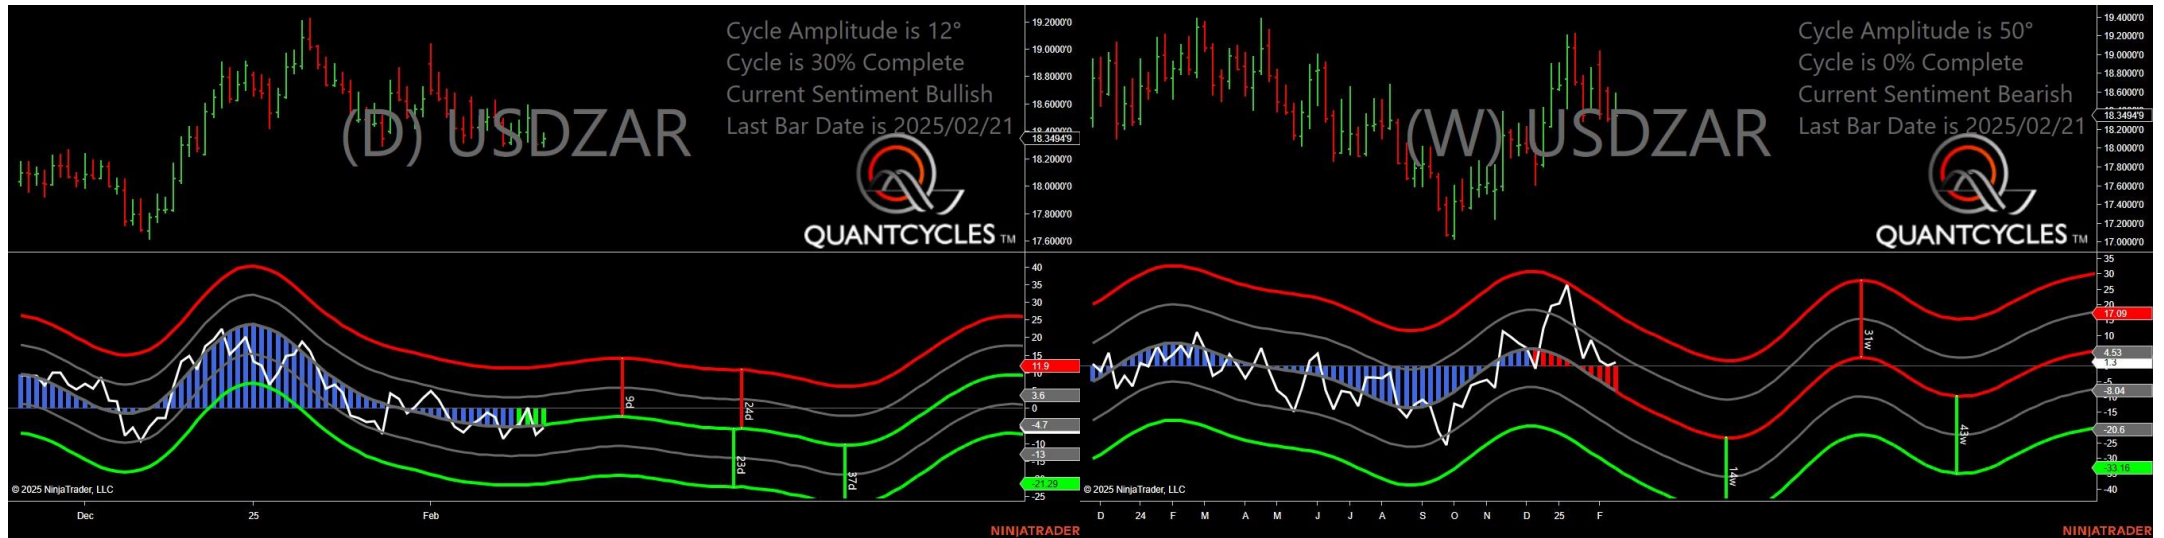 Cycle Amplitude is 12°
Cycle is 30% Complete
Current Sentiment Bullish
Last Bar Date is 2025/02/21
(D) USDZAR
QUANTCYCLES TM
19.2000'0
19.0000'0
18.8000'0
18.6000'0
18.3494'9
18.2000'0
18.0000'0
17.8000'0
17.6000'0
40
35
30
25
20
15
11.9
3.6
0
-4.7
-10
-13
-15
-21.29
-25
9d
24d
23d
37d
© 2025 NinjaTrader, LLC
Dec
25
Feb
NINJATRADER
Cycle Amplitude is 50°
Cycle is 0% Complete
Current Sentiment Bearish
Last Bar Date is 2025/02/21
(W) USDZAR
QUANTCYCLES TM
19.4000'0
19.2000'0
19.0000'0
18.8000'0
18.6000'0
18.3494'9
18.2000'0
18.0000'0
17.8000'0
17.6000'0
17.4000'0
17.2000'0
17.0000'0
35
30
25
20
17.09
10
4.53
1.3
-5
-8.04
-15
-20.6
-25
-30
-33.16
-40
31w
14w
43w
© 2025 NinjaTrader, LLC
D
24
F
M
A
M
J
J
A
S
O
N
D
25
F
NINJATRADER